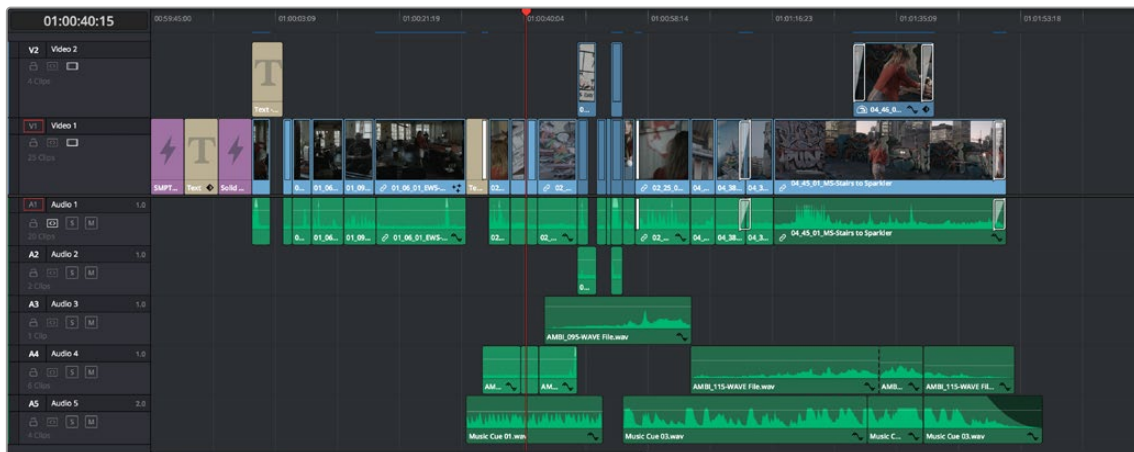 01:00:40:15
00:59:45:00 01:00:03:09 01:00:21:19 01:00:40:04 01:00:58:14 01:01:16:23 01:01:35:09 01:01:53:18
V2 Video 2
4 Clips
Text -...
0...
04_46_0...
V1 Video 1
20 Clips
SMPT...
Text
Solid ...
0...
01_06...
01_09...
01_06_01_EWS-...
Te...
02...
02_...
02_25_0...
04_...
04_38...
04_3...
04_45_01_MS-Stairs to Sparkler
A1 Audio 1 1.0
S M
20 Clips
0...
01_06...
01_09...
01_06_01_EWS-...
02...
02_...
02_...
04_...
04_38...
04_3...
04_45_01_MS-Stairs to Sparkler
A2 Audio 2 1.0
S M
2 Clips
0...
A3 Audio 3 1.0
S M
1 Clip
AMBI_095-WAVE File.wav
A4 Audio 4 1.0
S M
6 Clips
AM...
AM...
AMBI_115-WAVE File.wav
AMB...
AMBI_115-WAVE Fil...
A5 Audio 5 2.0
S M
4 Clips
Music Cue 01.wav
Music Cue 03.wav
Music C...
Music Cue 03.wav